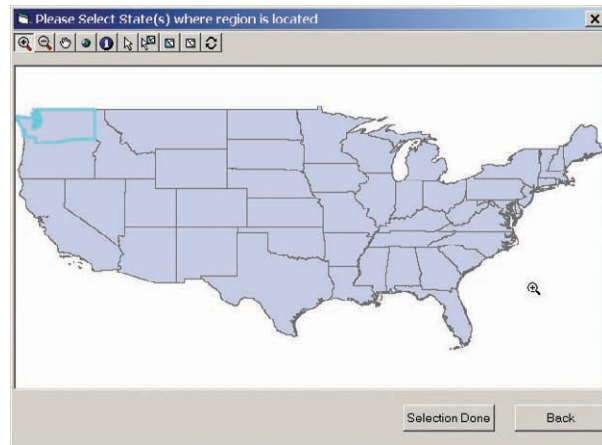 Please Select State(s) where region is located
Selection Done
Back